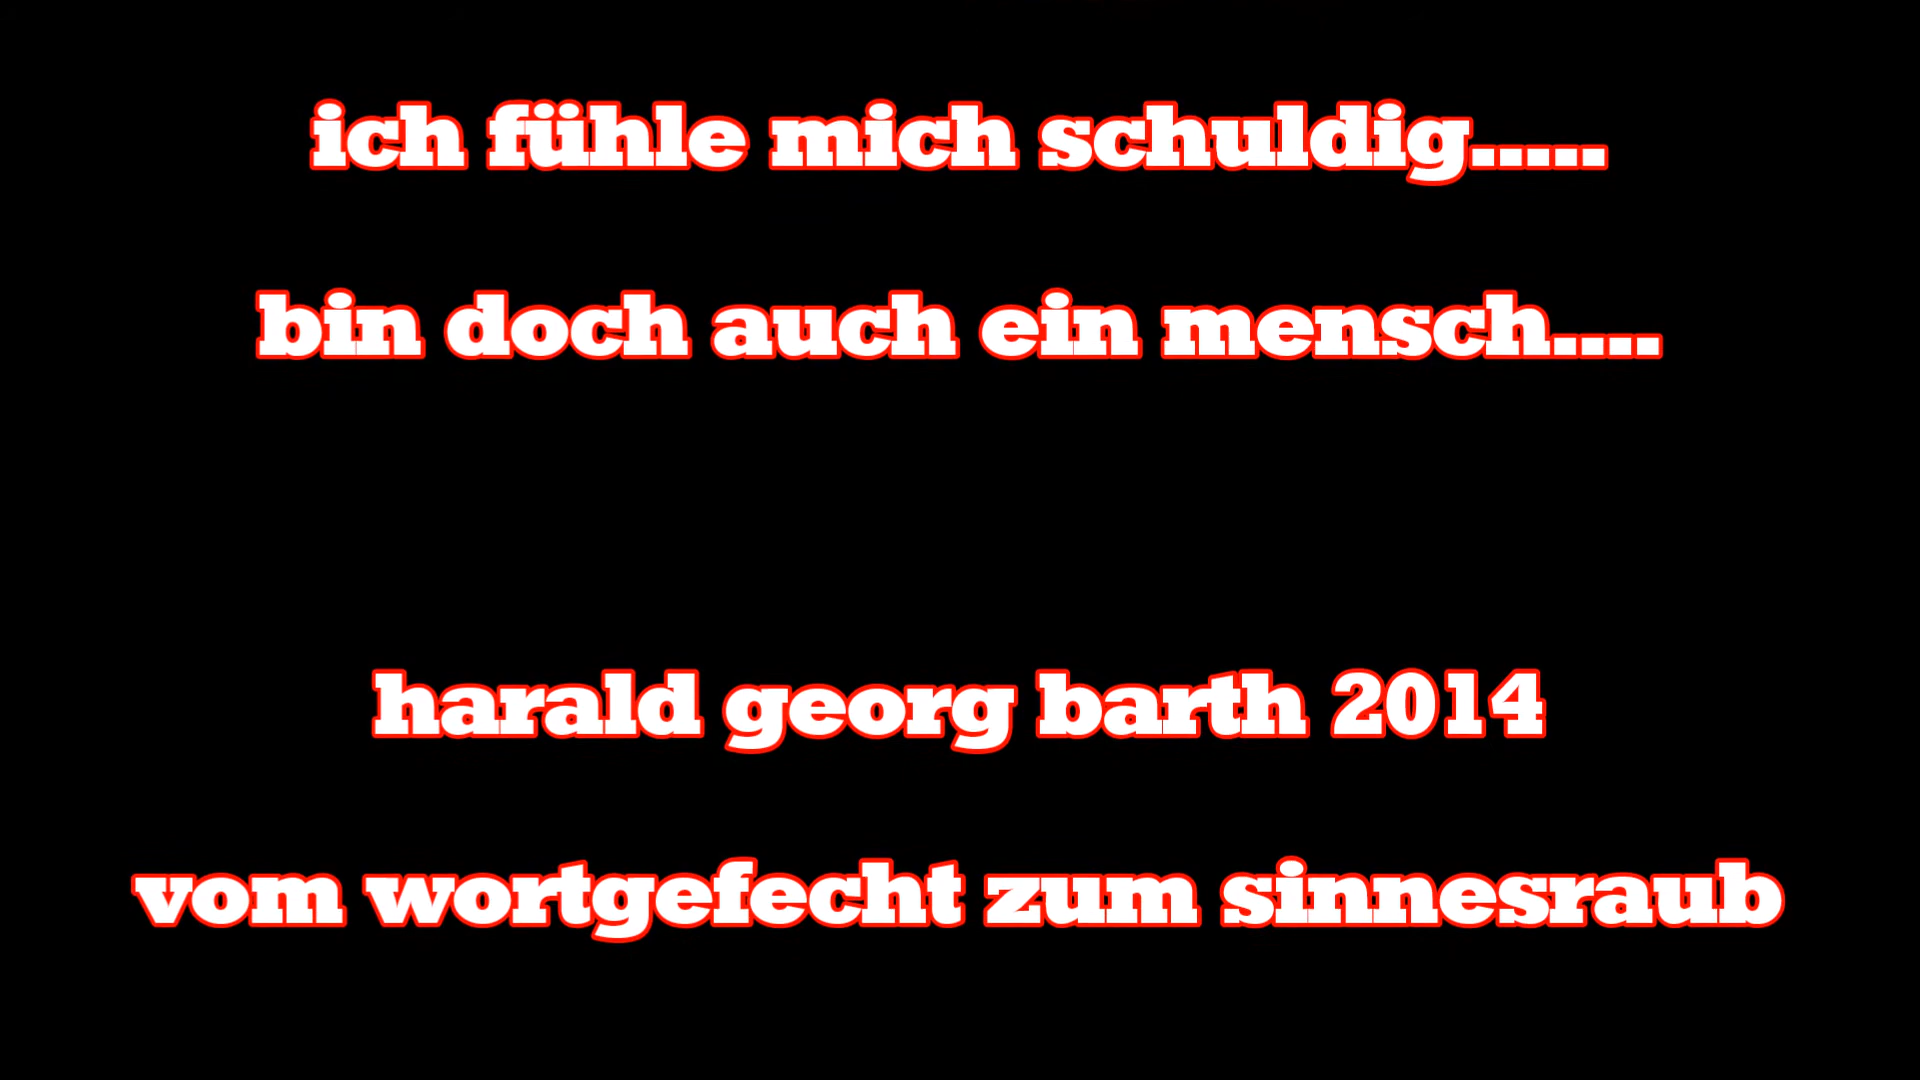 ich fühle mich schuldig.....
bin doch auch ein mensch....
harald georg barth 2014
vom wortgefecht zum sinnesraub